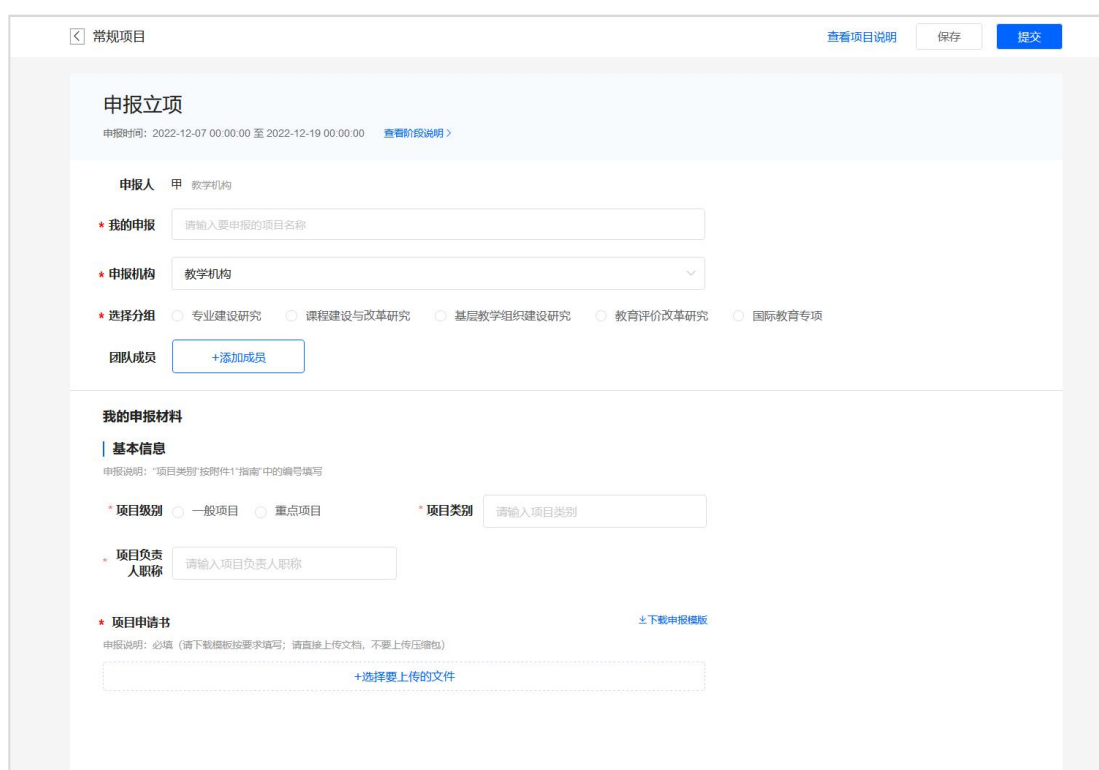 常规项目 查看项目说明 保存 提交
申报立项
申报时间：2022-12-07 00:00:00 至 2022-12-19 00:00:00 查看阶段说明
申报人 甲 教学机构
* 我的申报 请输入要申报的项目名称
* 申报机构 教学机构
* 选择分组 专业建设研究 课程建设与改革研究 基层教学组织建设研究 教育评价改革研究 国际教育专项
团队成员 +添加成员
我的申报材料
基本信息
申报说明："项目类别"按附件1"指南"中的编号填写
* 项目级别 一般项目 重点项目 * 项目类别 请输入项目类别
* 项目负责
人职称 请输入项目负责人职称
* 项目申请书 下载申报模版
申报说明：必填（请下载模板按要求填写；请直接上传文档，不要上传压缩包）
+选择要上传的文件